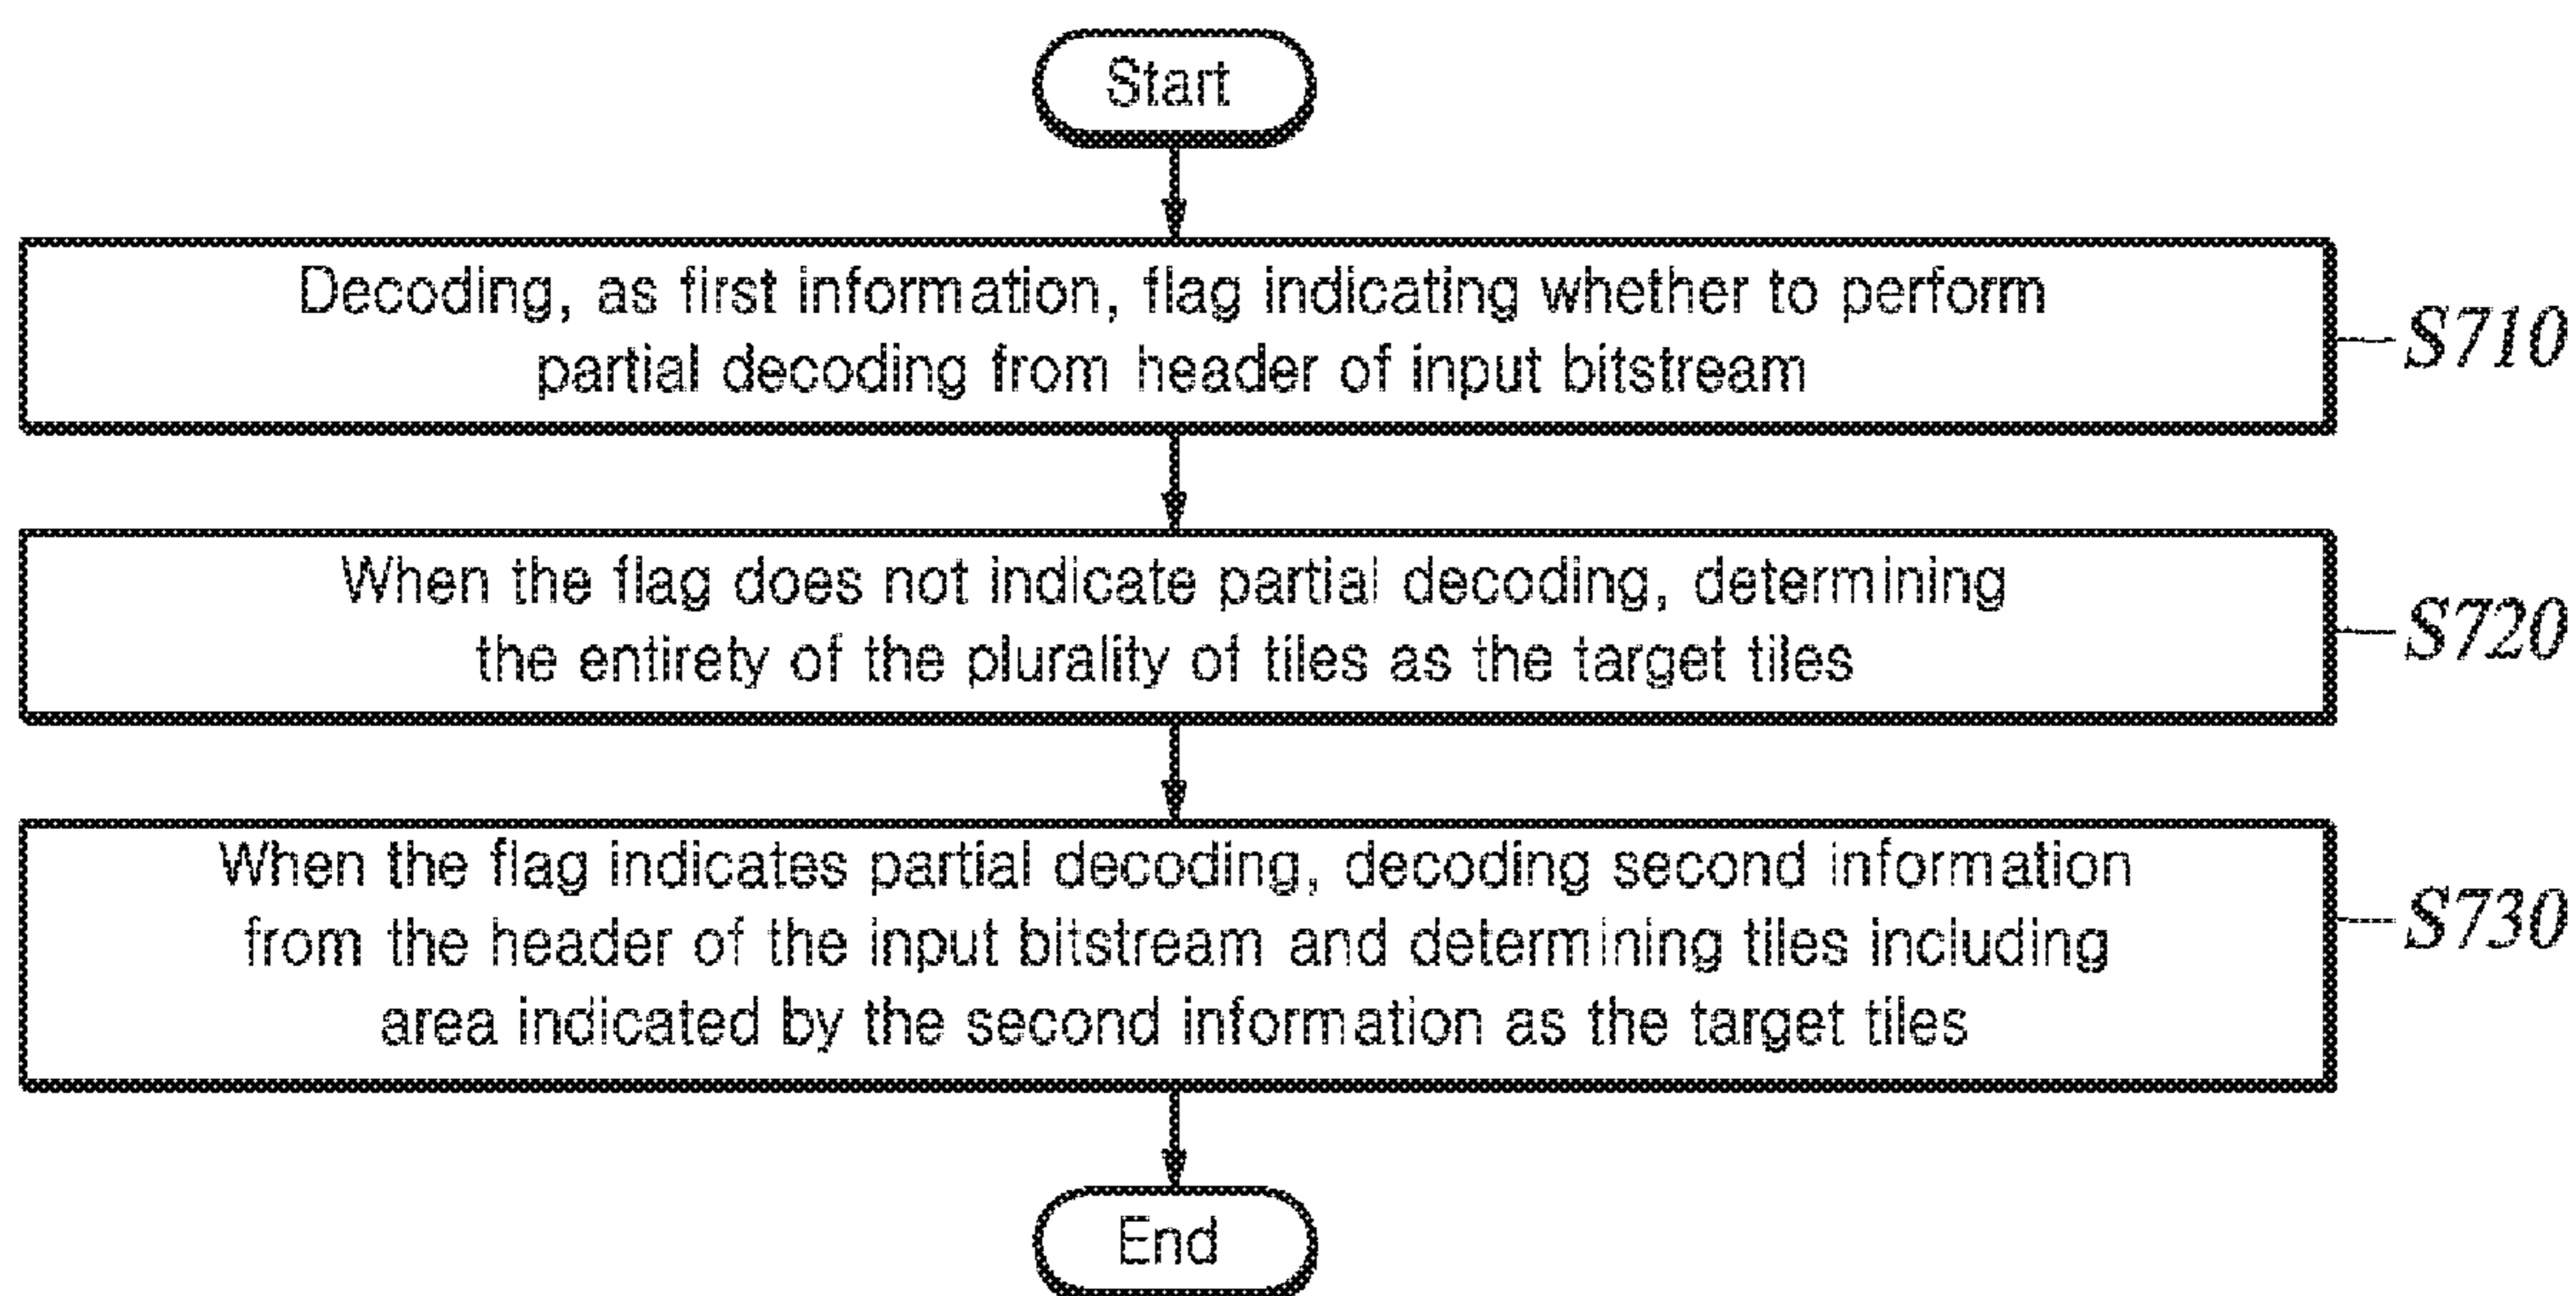 Start
Decoding, as first information, flag indicating whether to perform
partial decoding from header of input bitstream
S710
When the flag does not indicate partial decoding, determining
the entirety of the plurality of tiles as the target tiles
S720
When the flag indicates partial decoding, decoding second information
from the header of the input bitstream and determining tiles including
area indicated by the second information as the target tiles
S730
End